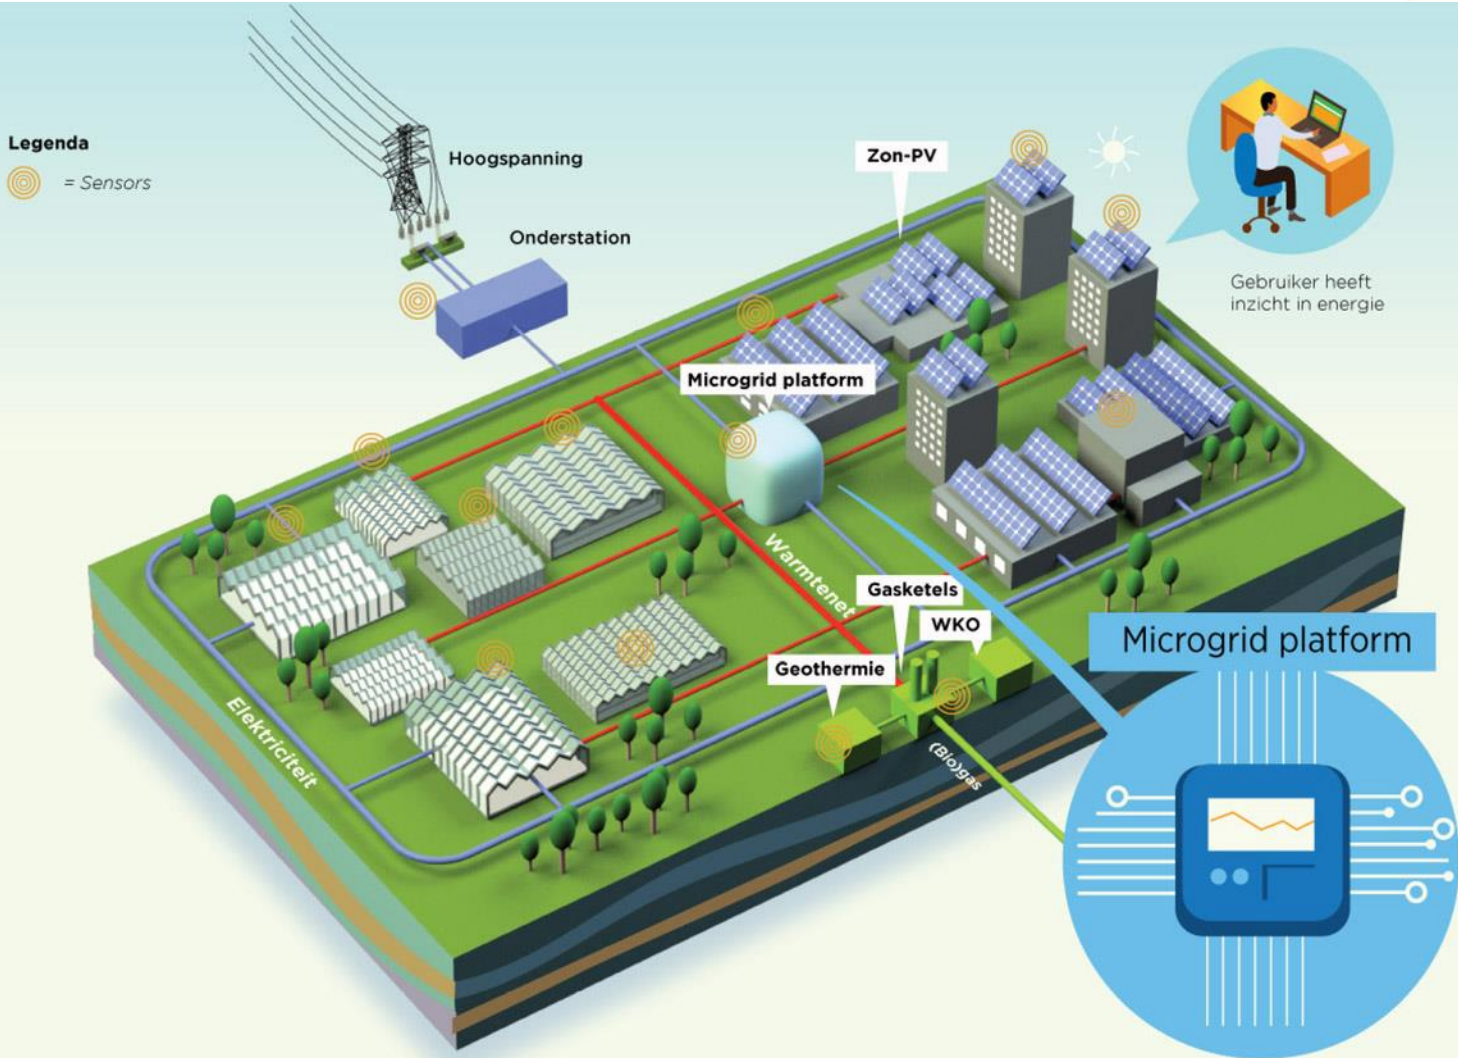 Legenda
= Sensors
Hoogspanning
Onderstation
Zon-PV
Gebruiker heeft
inzicht in energie
Microgrid platform
Warmtenet
Gasketels
WKO
Geothermie
(Bio)gas
Elektriciteit
Microgrid platform